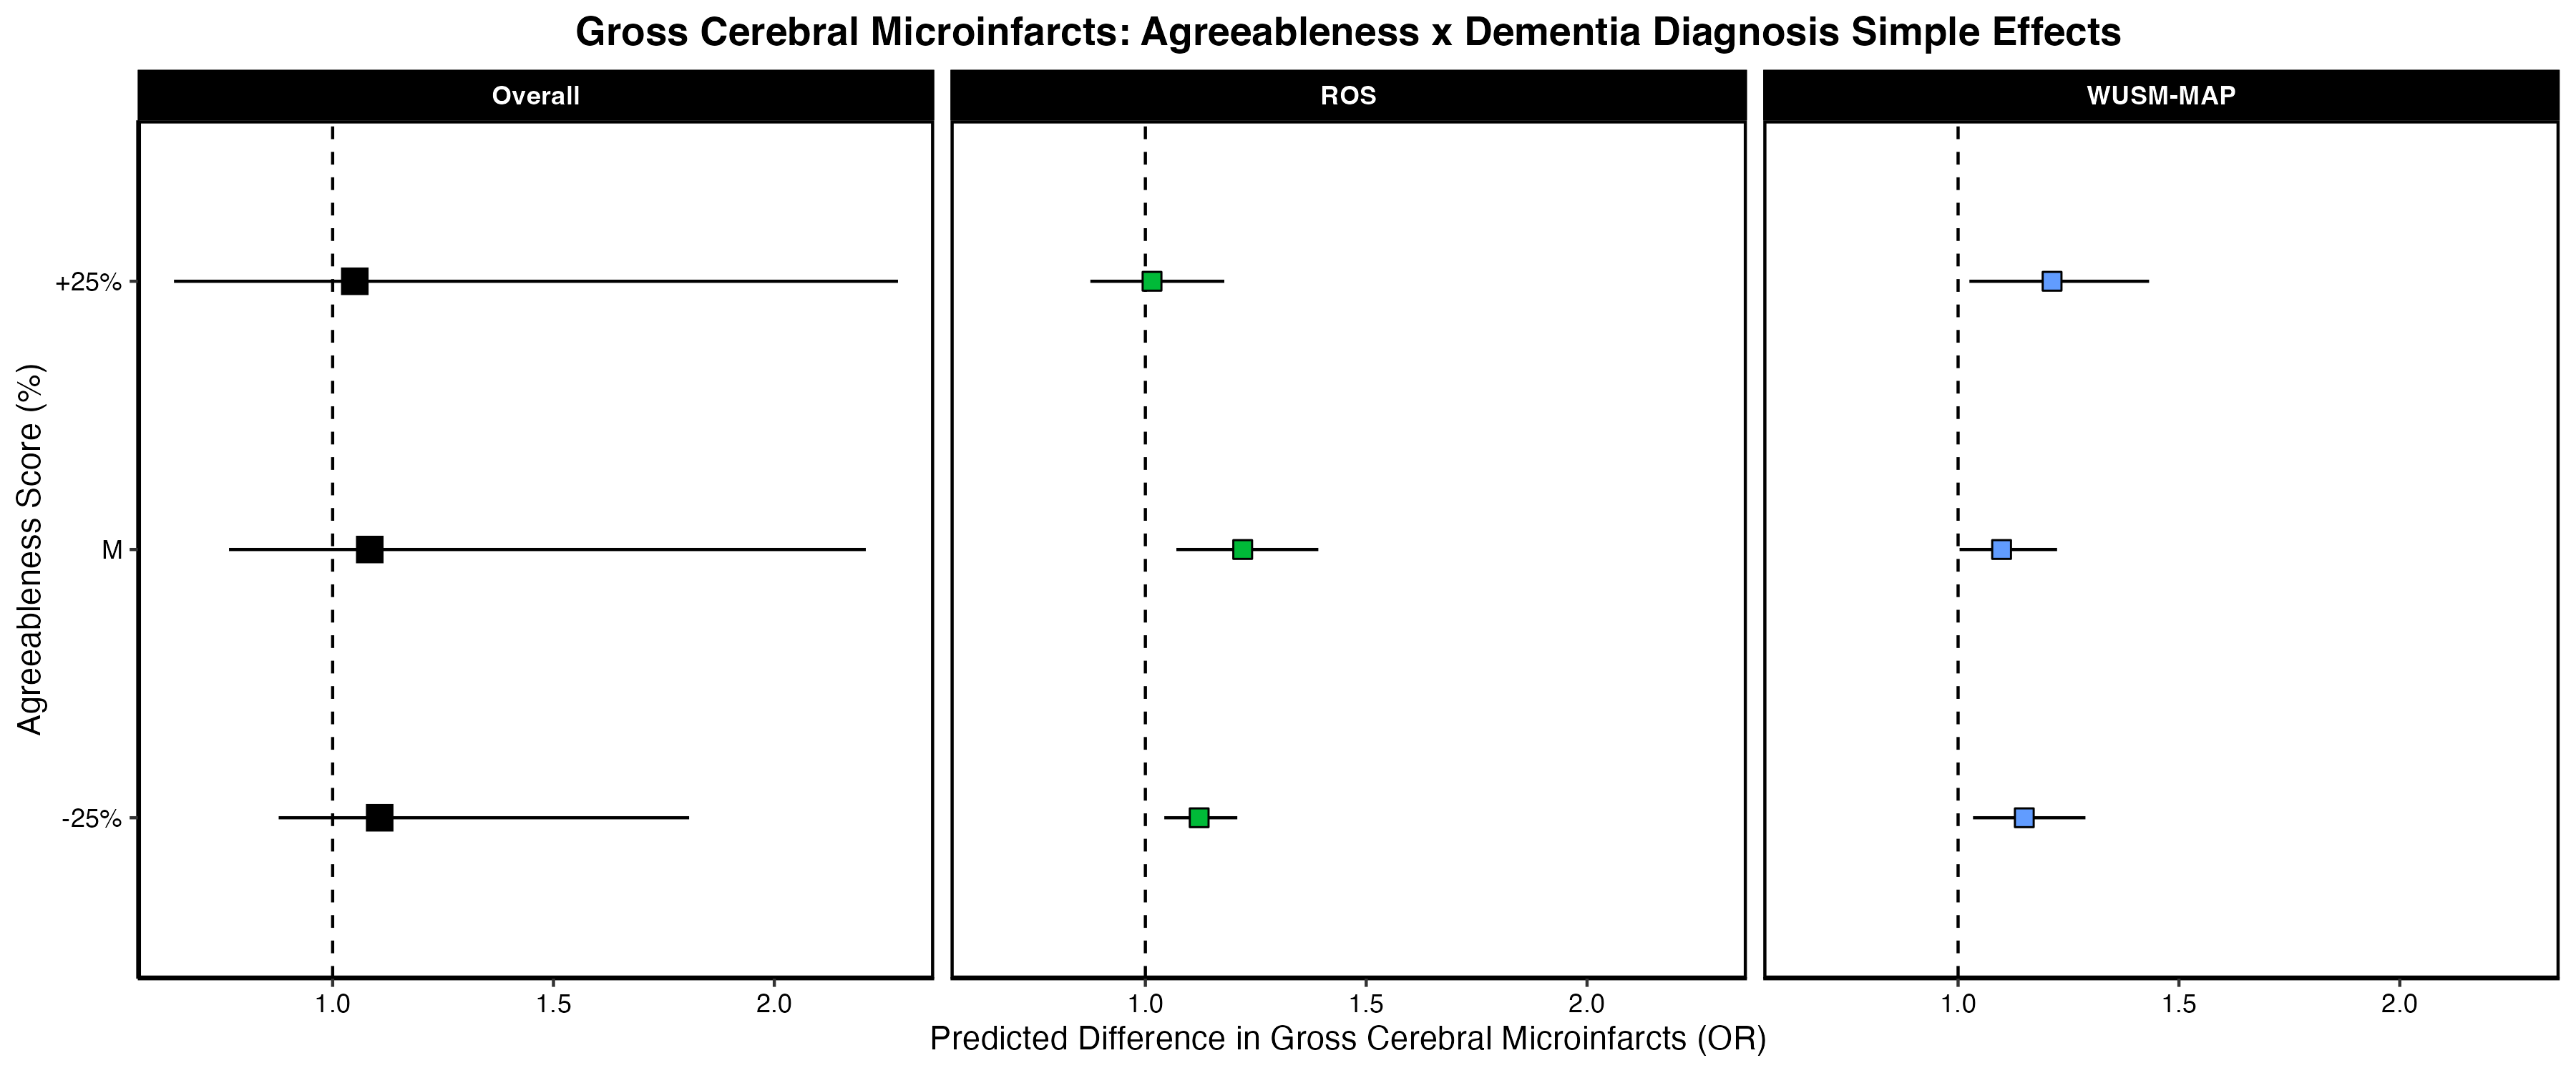 Gross Cerebral Microinfarcts: Agreeableness x Dementia Diagnosis Simple Effects
Overall
ROS
WUSM-MAP
Agreeableness Score (%)
+25%
M
-25%
1.0 1.5 2.0
1.0 1.5 2.0
1.0 1.5 2.0
Predicted Difference in Gross Cerebral Microinfarcts (OR)